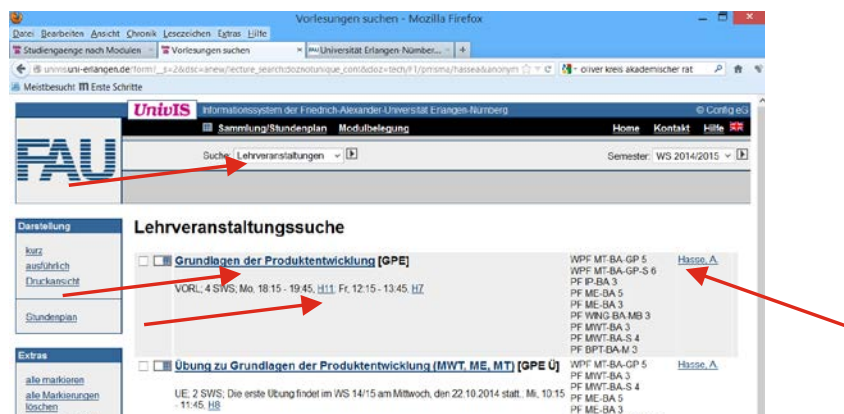 Vorlesungen suchen - Mozilla Firefox
Datei Bearbeiten Ansicht Chronik Lesezeichen Extras Hilfe
Studiengaenge nach Modulen
Vorlesungen suchen
Universität Erlangen-Nürnber...
oliver kreis akademischer rat
Meistbesucht Erste Schritte
UnivIS
Informationssystem der Friedrich-Alexander-Universität Erlangen-Nürnberg
© Config eG
Sammlung/Stundenplan Modulbelegung
Home Kontakt Hilfe
FAU
Suche: Lehrveranstaltungen
Semester: WS 2014/2015
Darstellung
kurz
ausführlich
Druckansicht
Stundenplan
Extras
alle markieren
alle Markierungen
löschen
Lehrveranstaltungssuche
Grundlagen der Produktentwicklung [GPE]
VORL; 4 SWS; Mo, 18:15 - 19:45, H11; Fr, 12:15 - 13:45, H7
WPF MT-BA-GP 5
WPF MT-BA-GP-S 6
PF IP-BA 3
PF ME-BA 5
PF ME-BA 3
PF WING-BA-MB 3
PF MWT-BA 3
PF MWT-BA-S 4
PF BPT-BA-M 3
Hasse, A.
Übung zu Grundlagen der Produktentwicklung (MWT, ME, MT) [GPE Ü]
UE; 2 SWS; Die erste Übung findet im WS 14/15 am Mittwoch, den 22.10.2014 statt.; Mi, 10:15
- 11:45, H8
WPF MT-BA-GP 5
PF MWT-BA 3
PF MWT-BA-S 4
PF ME-BA 5
PF ME-BA 3
Hasse, A.